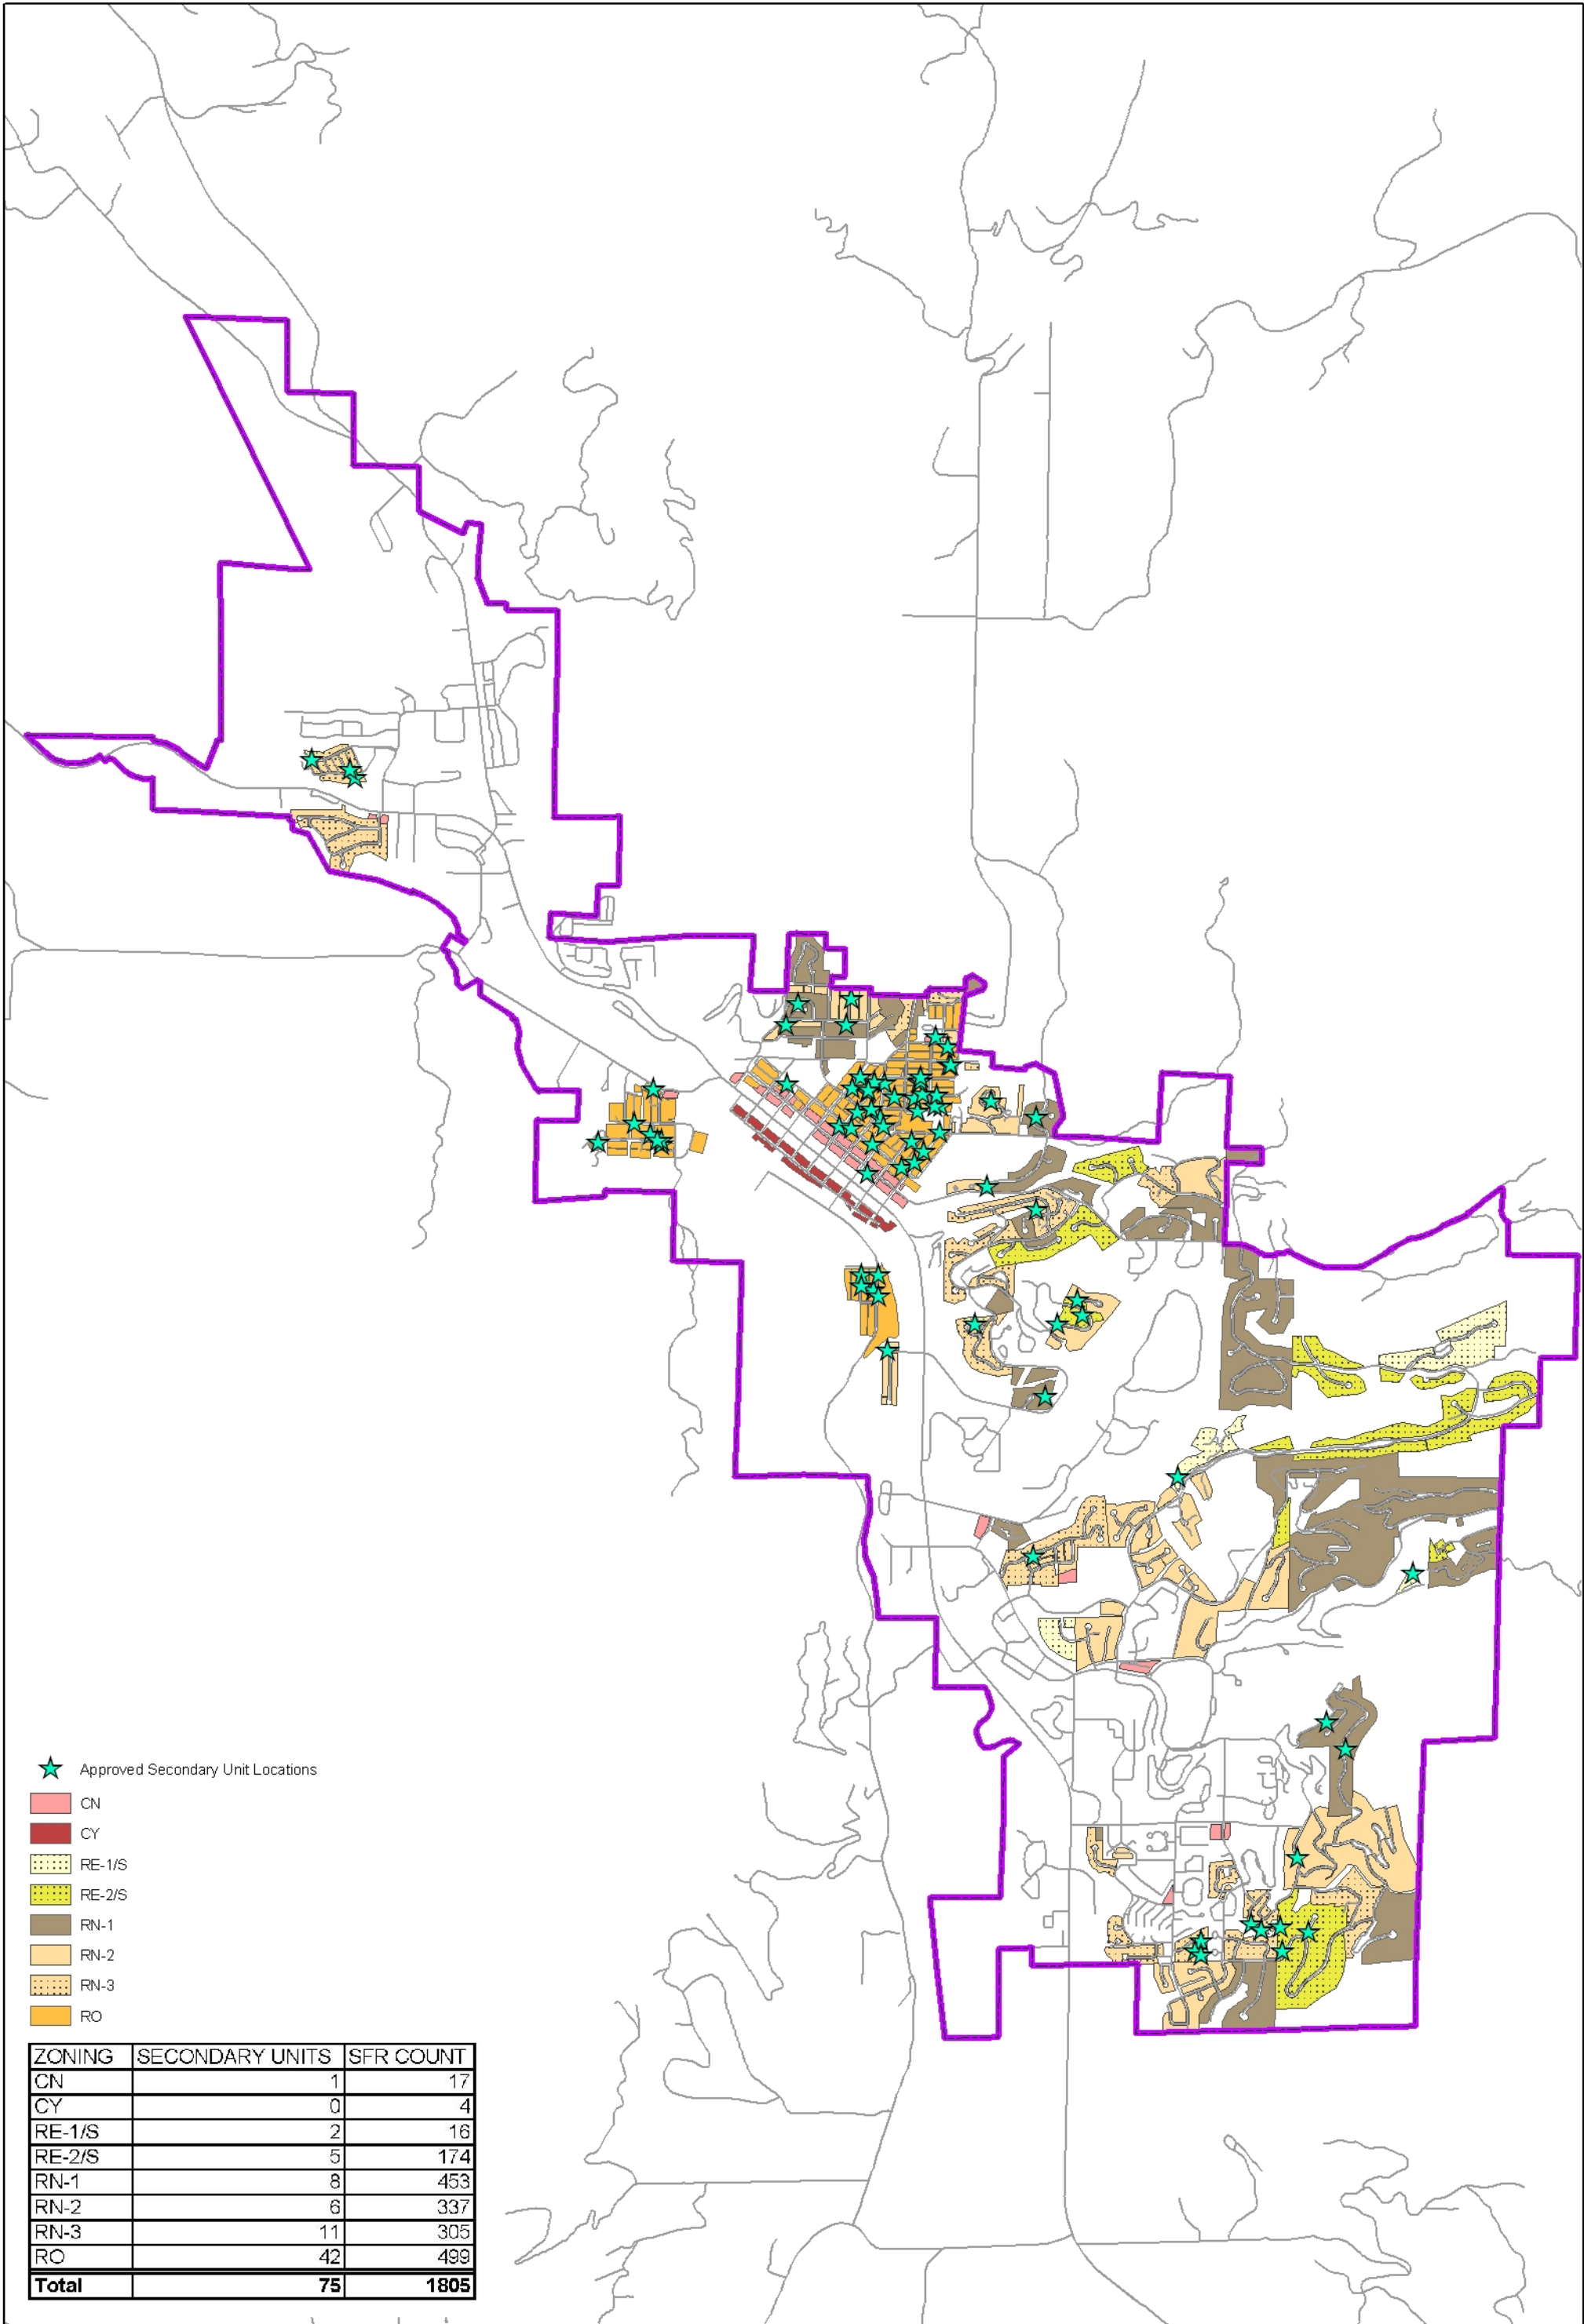 Approved Secondary Unit Locations
CN
CY
RE-1/S
RE-2/S
RN-1
RN-2
RN-3
RO
ZONING SECONDARY UNITS SFR COUNT
CN 1 17
CY 0 4
RE-1/S 2 16
RE-2/S 5 174
RN-1 8 453
RN-2 6 337
RN-3 11 305
RO 42 499
Total 75 1805